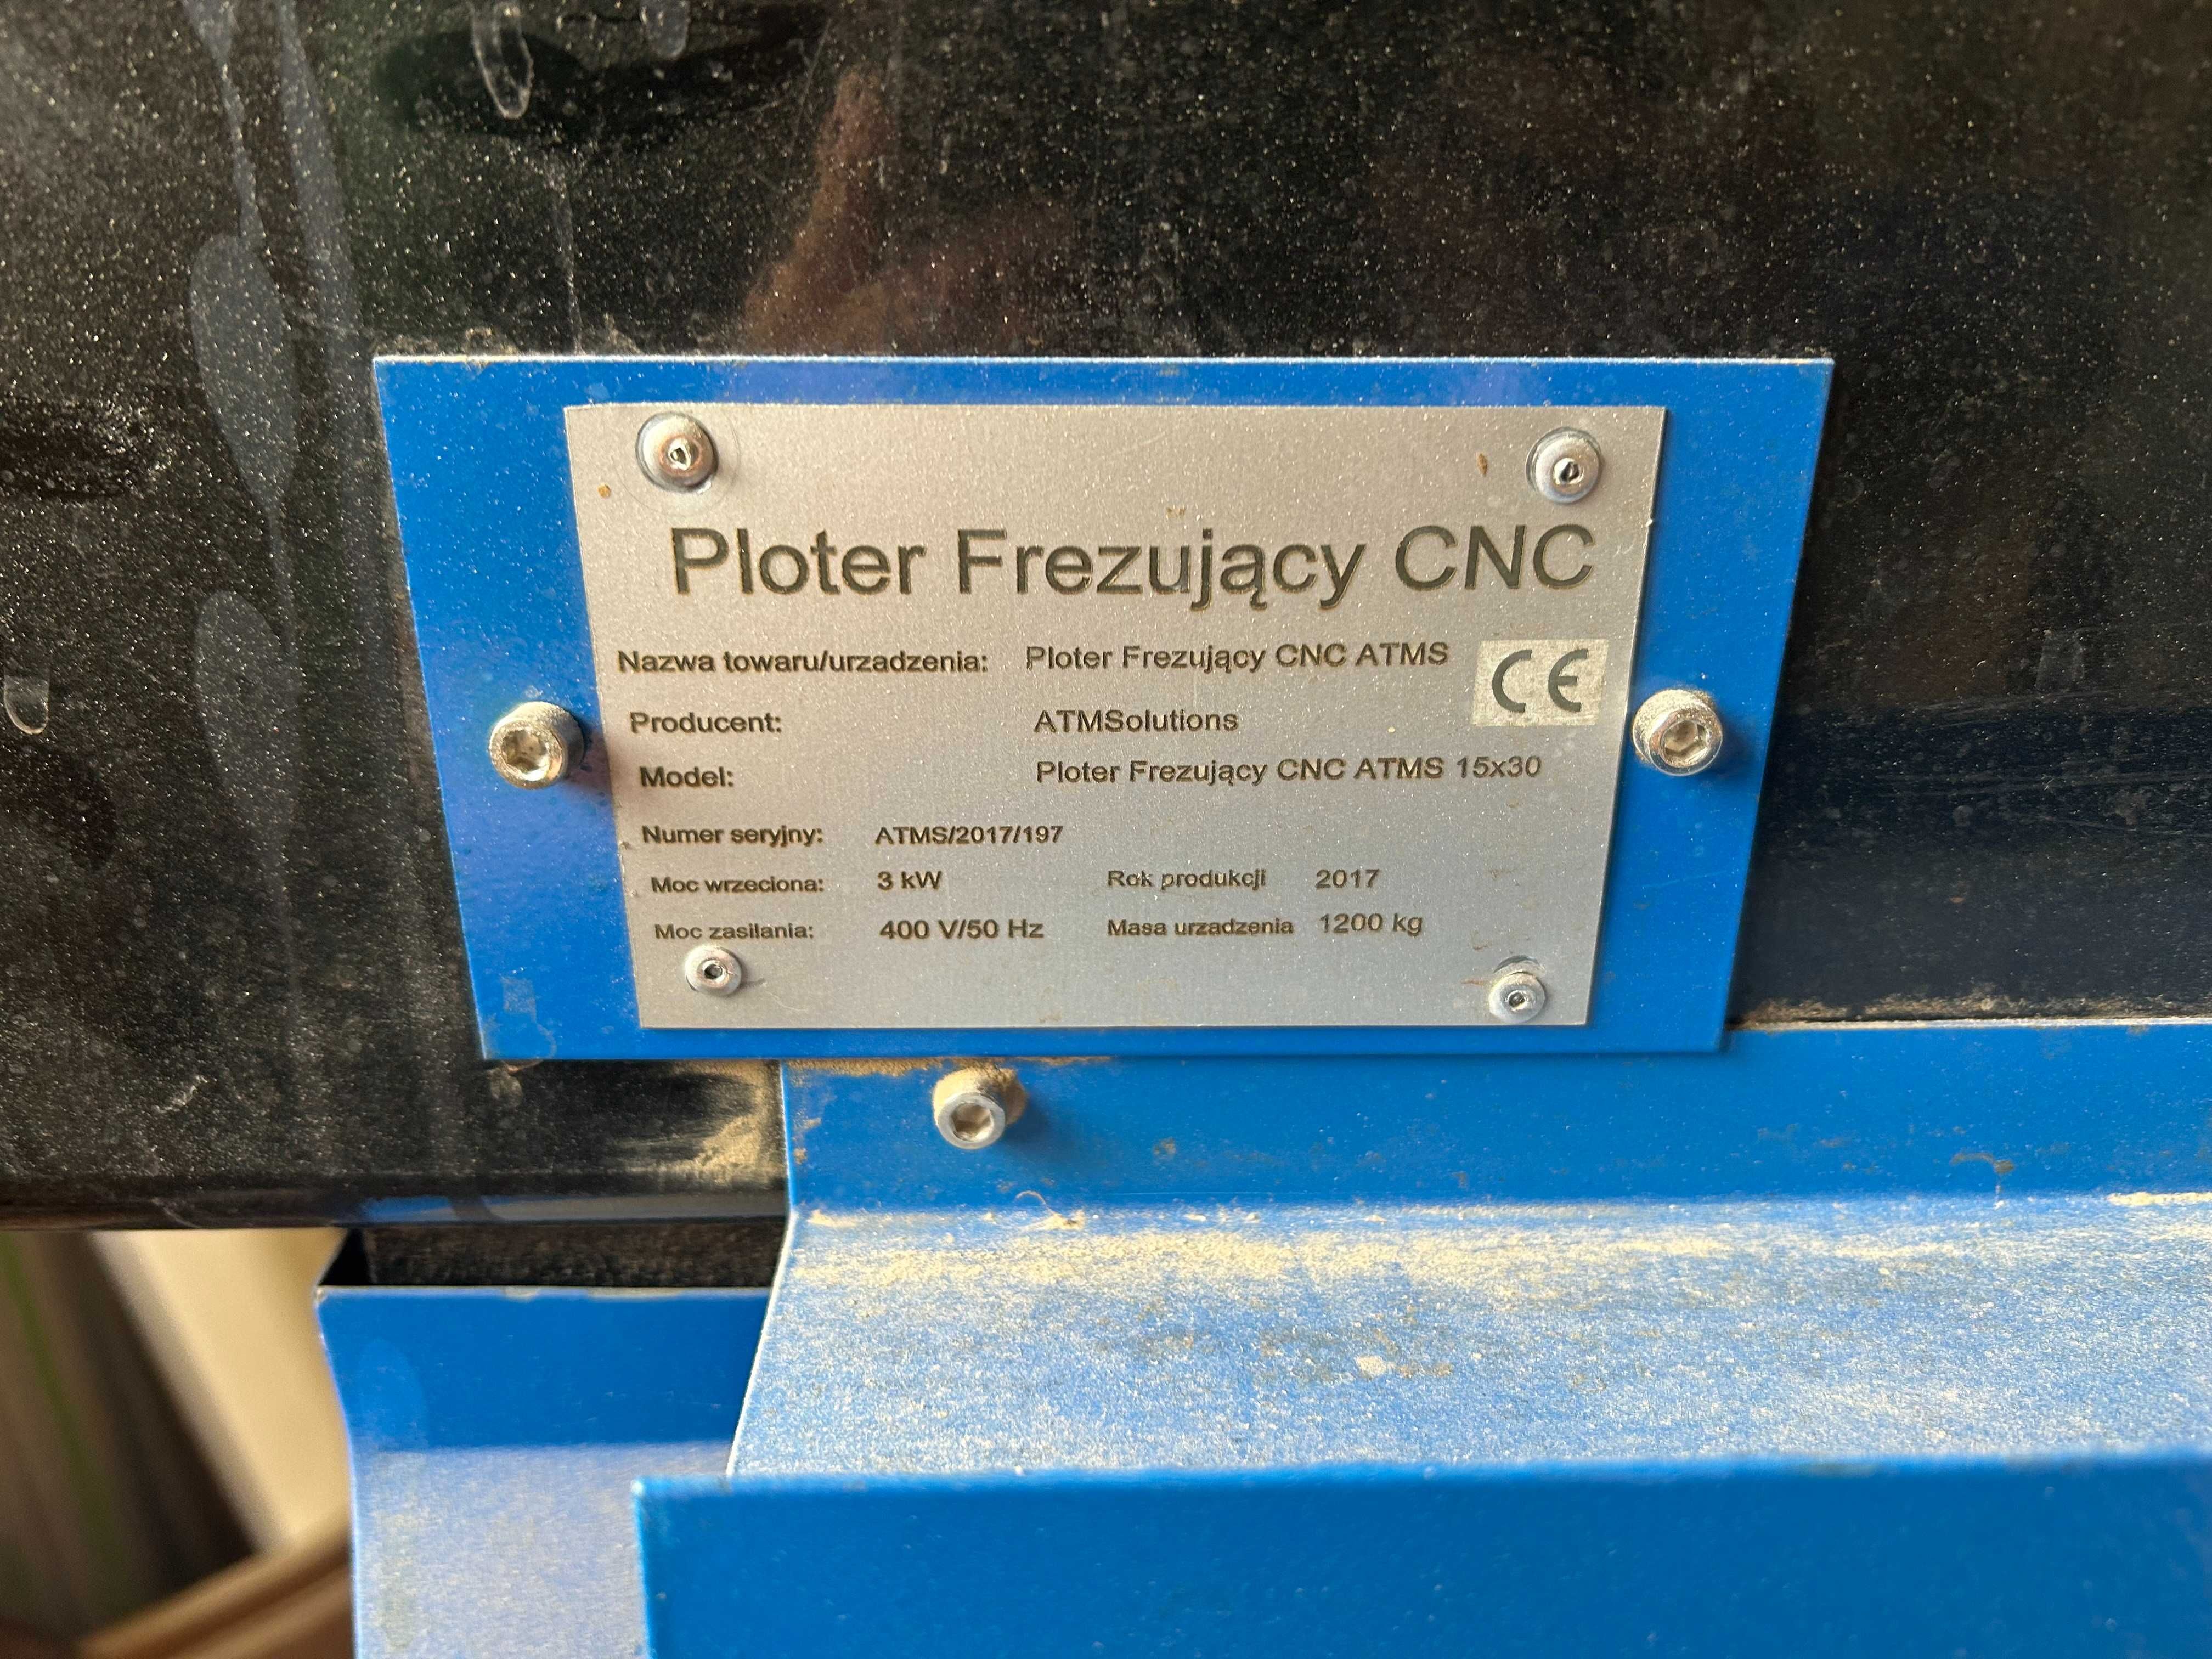 Ploter Frezujący CNC
Nazwa towaru/urzadzenia: Ploter Frezujący CNC ATMS
CE
Producent: ATMSolutions
Model: Ploter Frezujący CNC ATMS 15x30
Numer seryjny: ATMS/2017/197
Moc wrzeciona: 3 kW Rok produkcji 2017
Moc zasilania: 400 V/50 Hz Masa urzadzenia 1200 kg